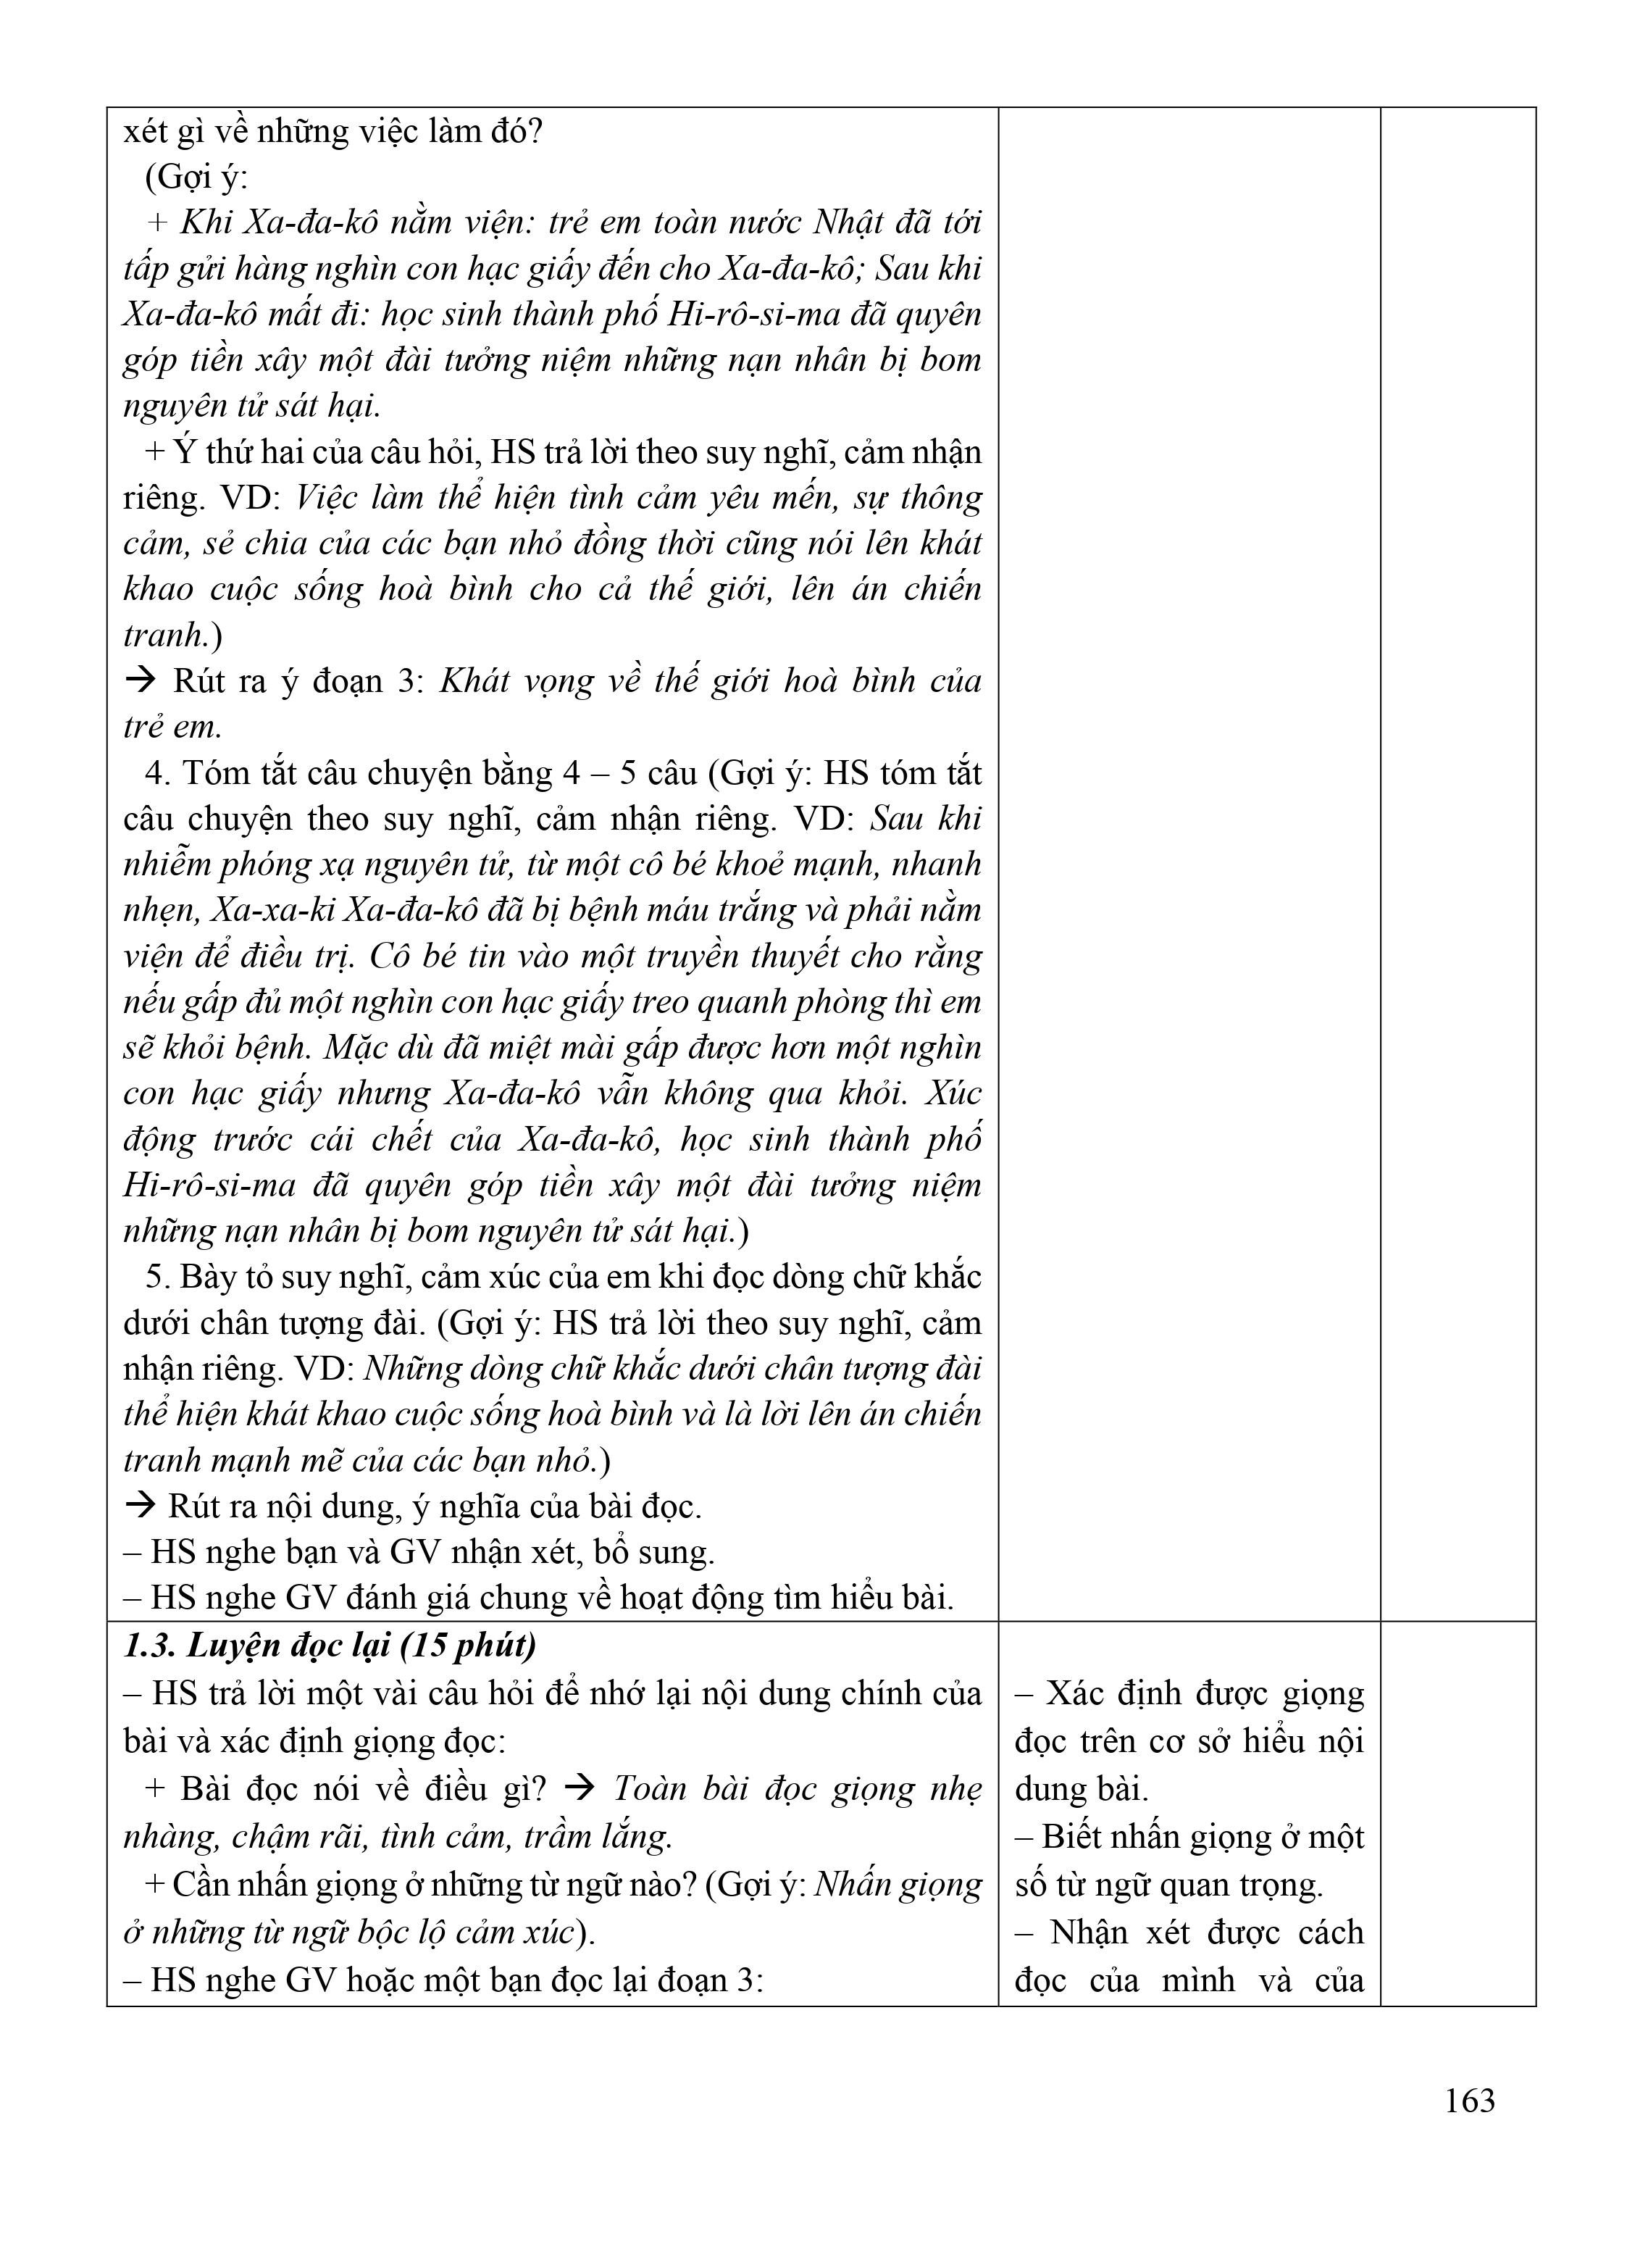 xét gì về những việc làm đó?
(Gợi ý:
+ Khi Xa-đa-kô nằm viện: trẻ em toàn nước Nhật đã tới
tấp gửi hàng nghìn con hạc giấy đến cho Xa-đa-kô; Sau khi
Xa-đa-kô mất đi: học sinh thành phố Hi-rô-si-ma đã quyên
góp tiền xây một đài tưởng niệm những nạn nhân bị bom
nguyên tử sát hại.
+ Ý thứ hai của câu hỏi, HS trả lời theo suy nghĩ, cảm nhận
riêng. VD: Việc làm thể hiện tình cảm yêu mến, sự thông
cảm, sẻ chia của các bạn nhỏ đồng thời cũng nói lên khát
khao cuộc sống hoà bình cho cả thế giới, lên án chiến
tranh.)
→ Rút ra ý đoạn 3: Khát vọng về thế giới hoà bình của
trẻ em.
4. Tóm tắt câu chuyện bằng 4 – 5 câu (Gợi ý: HS tóm tắt
câu chuyện theo suy nghĩ, cảm nhận riêng. VD: Sau khi
nhiễm phóng xạ nguyên tử, từ một cô bé khoẻ mạnh, nhanh
nhẹn, Xa-xa-ki Xa-đa-kô đã bị bệnh máu trắng và phải nằm
viện để điều trị. Cô bé tin vào một truyền thuyết cho rằng
nếu gấp đủ một nghìn con hạc giấy treo quanh phòng thì em
sẽ khỏi bệnh. Mặc dù đã miệt mài gấp được hơn một nghìn
con hạc giấy nhưng Xa-đa-kô vẫn không qua khỏi. Xúc
động trước cái chết của Xa-đa-kô, học sinh thành phố
Hi-rô-si-ma đã quyên góp tiền xây một đài tưởng niệm
những nạn nhân bị bom nguyên tử sát hại.)
5. Bày tỏ suy nghĩ, cảm xúc của em khi đọc dòng chữ khắc
dưới chân tượng đài. (Gợi ý: HS trả lời theo suy nghĩ, cảm
nhận riêng. VD: Những dòng chữ khắc dưới chân tượng đài
thể hiện khát khao cuộc sống hoà bình và là lời lên án chiến
tranh mạnh mẽ của các bạn nhỏ.)
→ Rút ra nội dung, ý nghĩa của bài đọc.
– HS nghe bạn và GV nhận xét, bổ sung.
– HS nghe GV đánh giá chung về hoạt động tìm hiểu bài.
1.3. Luyện đọc lại (15 phút)
– HS trả lời một vài câu hỏi để nhớ lại nội dung chính của
bài và xác định giọng đọc:
+ Bài đọc nói về điều gì? → Toàn bài đọc giọng nhẹ
nhàng, chậm rãi, tình cảm, trầm lắng.
+ Cần nhấn giọng ở những từ ngữ nào? (Gợi ý: Nhấn giọng
ở những từ ngữ bộc lộ cảm xúc).
– HS nghe GV hoặc một bạn đọc lại đoạn 3:
– Xác định được giọng
đọc trên cơ sở hiểu nội
dung bài.
– Biết nhấn giọng ở một
số từ ngữ quan trọng.
– Nhận xét được cách
đọc của mình và của
163